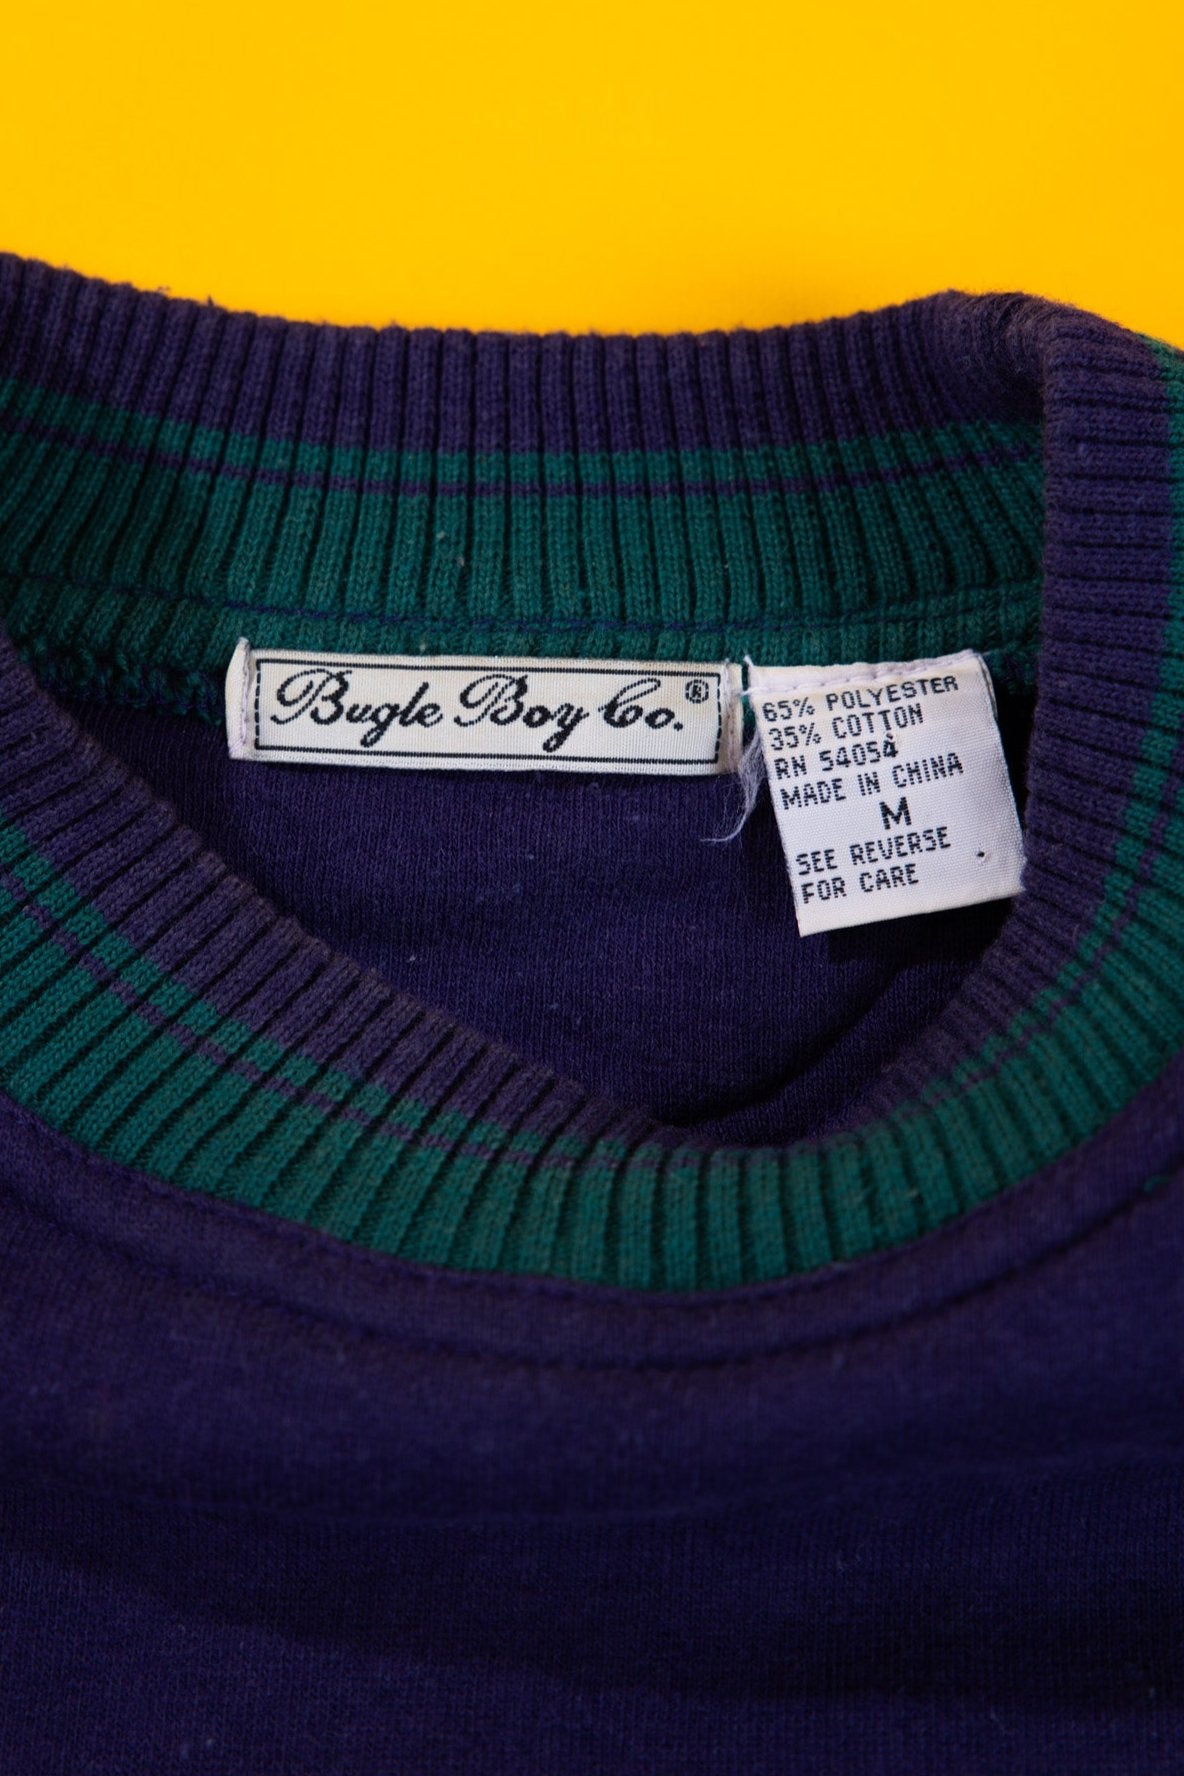 Bugle Boy Co.®
65% POLYESTER
35% COTTON
RN 54054
MADE IN CHINA
M
SEE REVERSE
FOR CARE